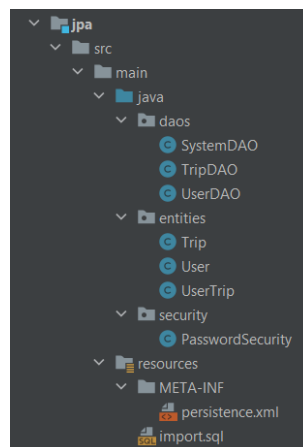 jpa
src
main
java
daos
SystemDAO
TripDAO
UserDAO
entities
Trip
User
UserTrip
security
PasswordSecurity
resources
META-INF
persistence.xml
import.sql